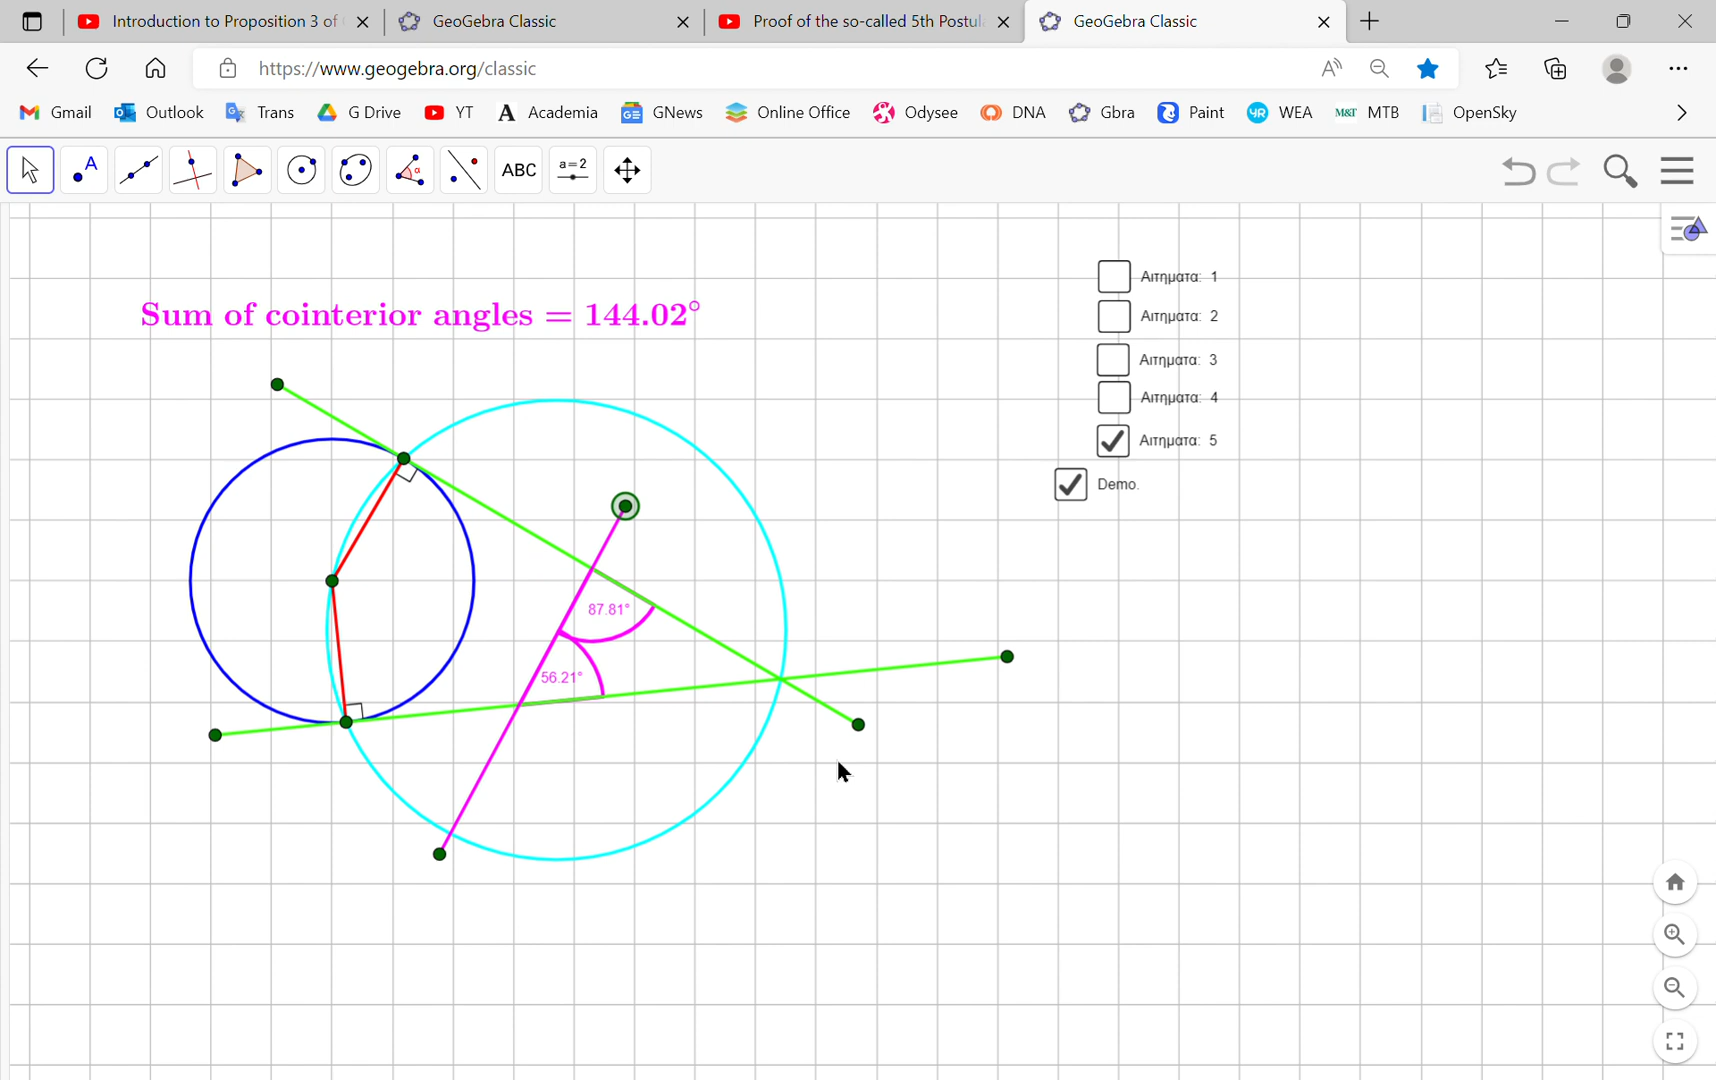 Introduction to Proposition 3 of
GeoGebra Classic
Proof of the so-called 5th Postul
GeoGebra Classic
https://www.geogebra.org/classic
Gmail
Outlook
Trans
G Drive
YT
Academia
GNews
Online Office
Odysee
DNA
Gbra
Paint
WEA
MTB
OpenSky
A
ABC
a=2
Sum of cointerior angles = 144.02°
Αιτηματα: 1
Αιτηματα: 2
Αιτηματα: 3
Αιτηματα: 4
Αιτηματα: 5
Demo.
87.81°
56.21°